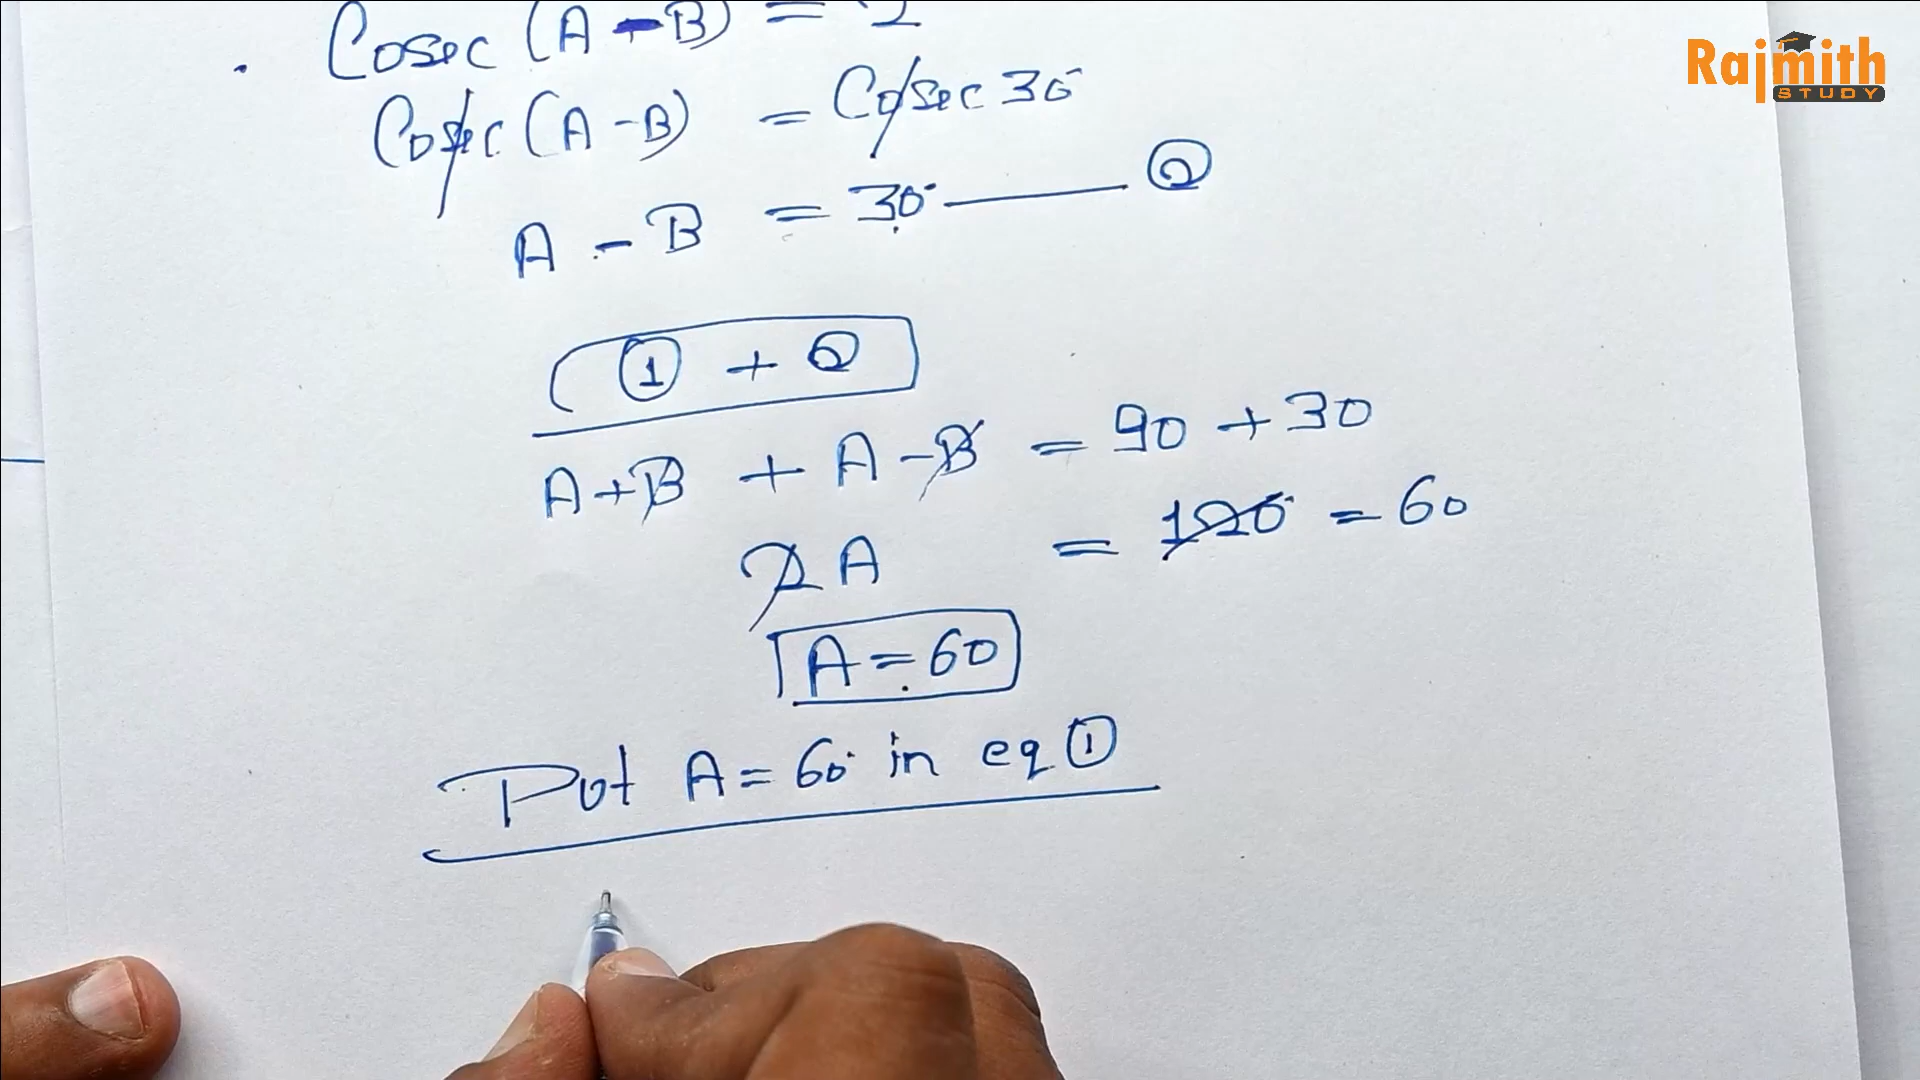 Cosec (A - B) = 2
Cosec (A - B) = Cosec 30°
A - B = 30° ——— ②
① + ②
A + B + A - B = 90 + 30
2A = 120° = 60
A = 60
Put A = 60° in eq ①
Rajmith
STUDY